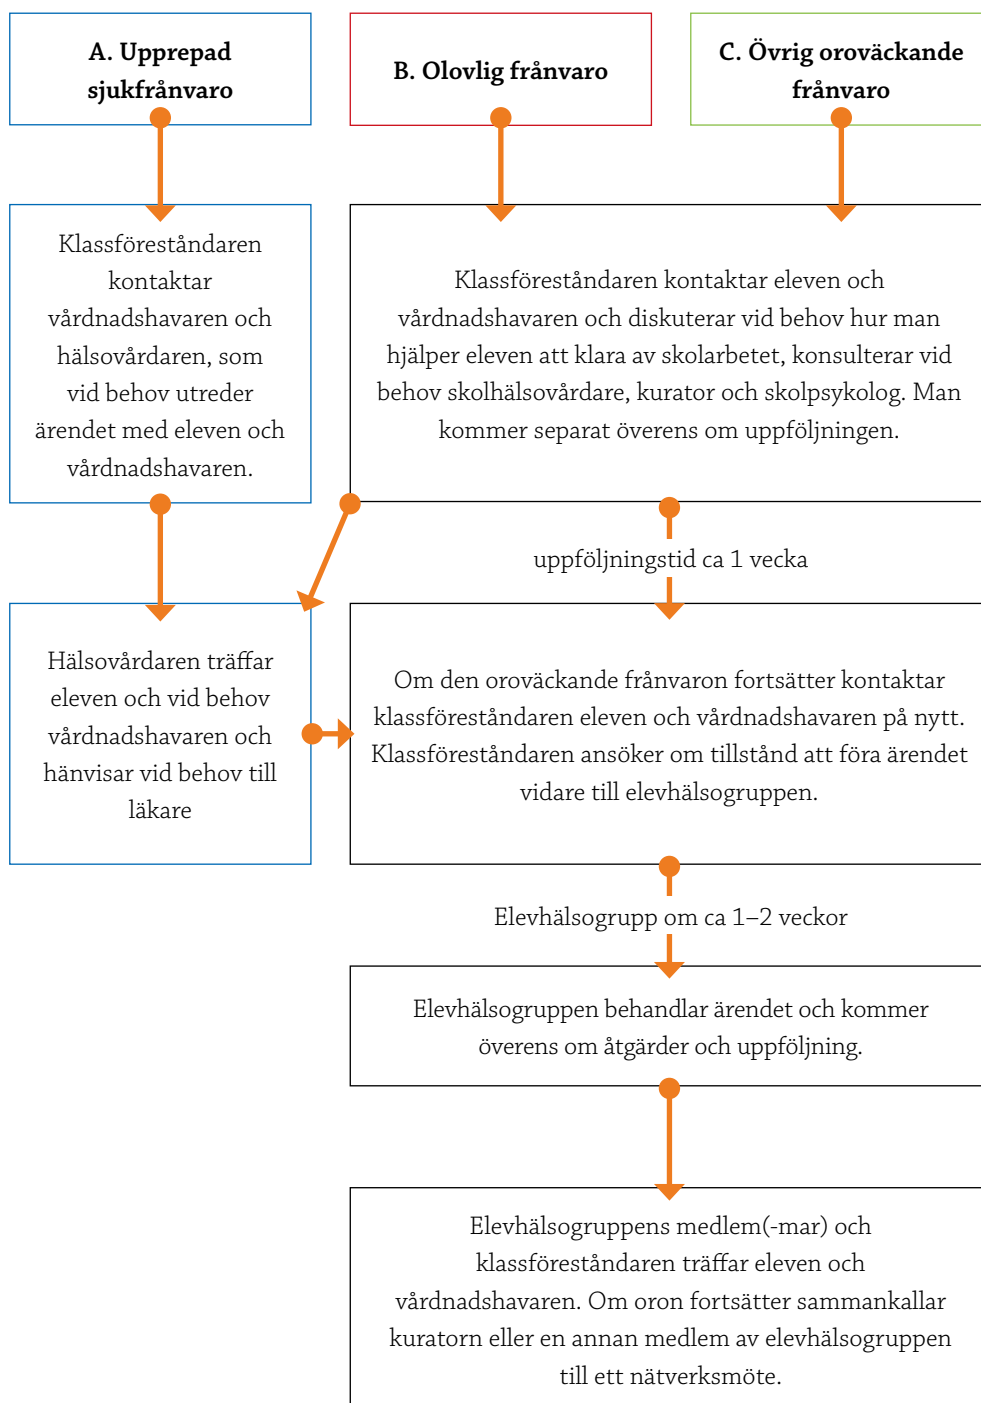 A. Upprepad
sjukfrånvaro
B. Olovlig frånvaro
C. Övrig oroväckande
frånvaro
Klassföreståndaren
kontaktar
vårdnadshavaren och
hälsovårdaren, som
vid behov utreder
ärendet med eleven och
vårdnadshavaren.
Klassföreståndaren kontaktar eleven och
vårdnadshavaren och diskuterar vid behov hur man
hjälper eleven att klara av skolarbetet, konsulterar vid
behov skolhälsovårdare, kurator och skolpsykolog. Man
kommer separat överens om uppföljningen.
uppföljningstid ca 1 vecka
Hälsovårdaren träffar
eleven och vid behov
vårdnadshavaren och
hänvisar vid behov till
läkare
Om den oroväckande frånvaron fortsätter kontaktar
klassföreståndaren eleven och vårdnadshavaren på nytt.
Klassföreståndaren ansöker om tillstånd att föra ärendet
vidare till elevhälsogruppen.
Elevhälsogrupp om ca 1–2 veckor
Elevhälsogruppen behandlar ärendet och kommer
överens om åtgärder och uppföljning.
Elevhälsogruppens medlem(-mar) och
klassföreståndaren träffar eleven och
vårdnadshavaren. Om oron fortsätter sammankallar
kuratorn eller en annan medlem av elevhälsogruppen
till ett nätverksmöte.